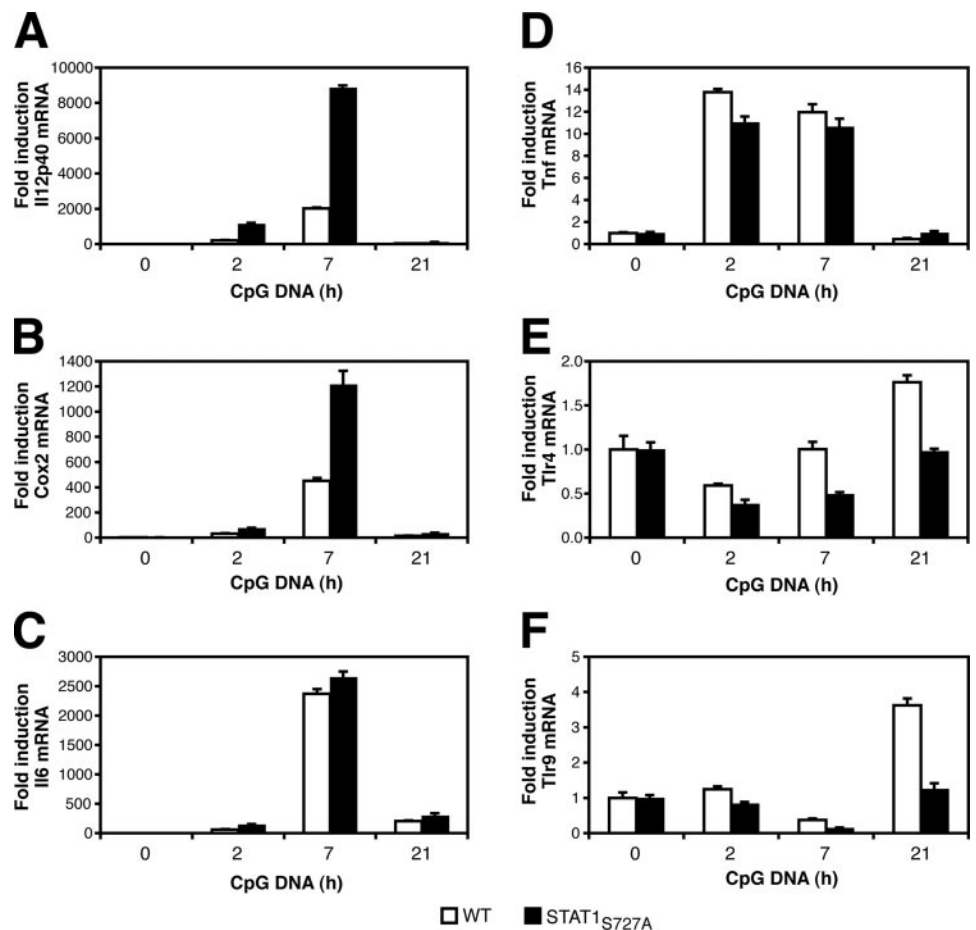 A
Fold induction
Il12p40 mRNA
10000
8000
6000
4000
2000
0
0 2 7 21
CpG DNA (h)
B
Fold induction
Cox2 mRNA
1400
1200
1000
800
600
400
200
0
0 2 7 21
CpG DNA (h)
C
Fold induction
Il6 mRNA
3000
2500
2000
1500
1000
500
0
0 2 7 21
CpG DNA (h)
D
Fold induction
Tnf mRNA
16
14
12
10
8
6
4
2
0
0 2 7 21
CpG DNA (h)
E
Fold induction
Tlr4 mRNA
2.0
1.5
1.0
0.5
0.0
0 2 7 21
CpG DNA (h)
F
Fold induction
Tlr9 mRNA
5
4
3
2
1
0
0 2 7 21
CpG DNA (h)
WT STAT1S727A